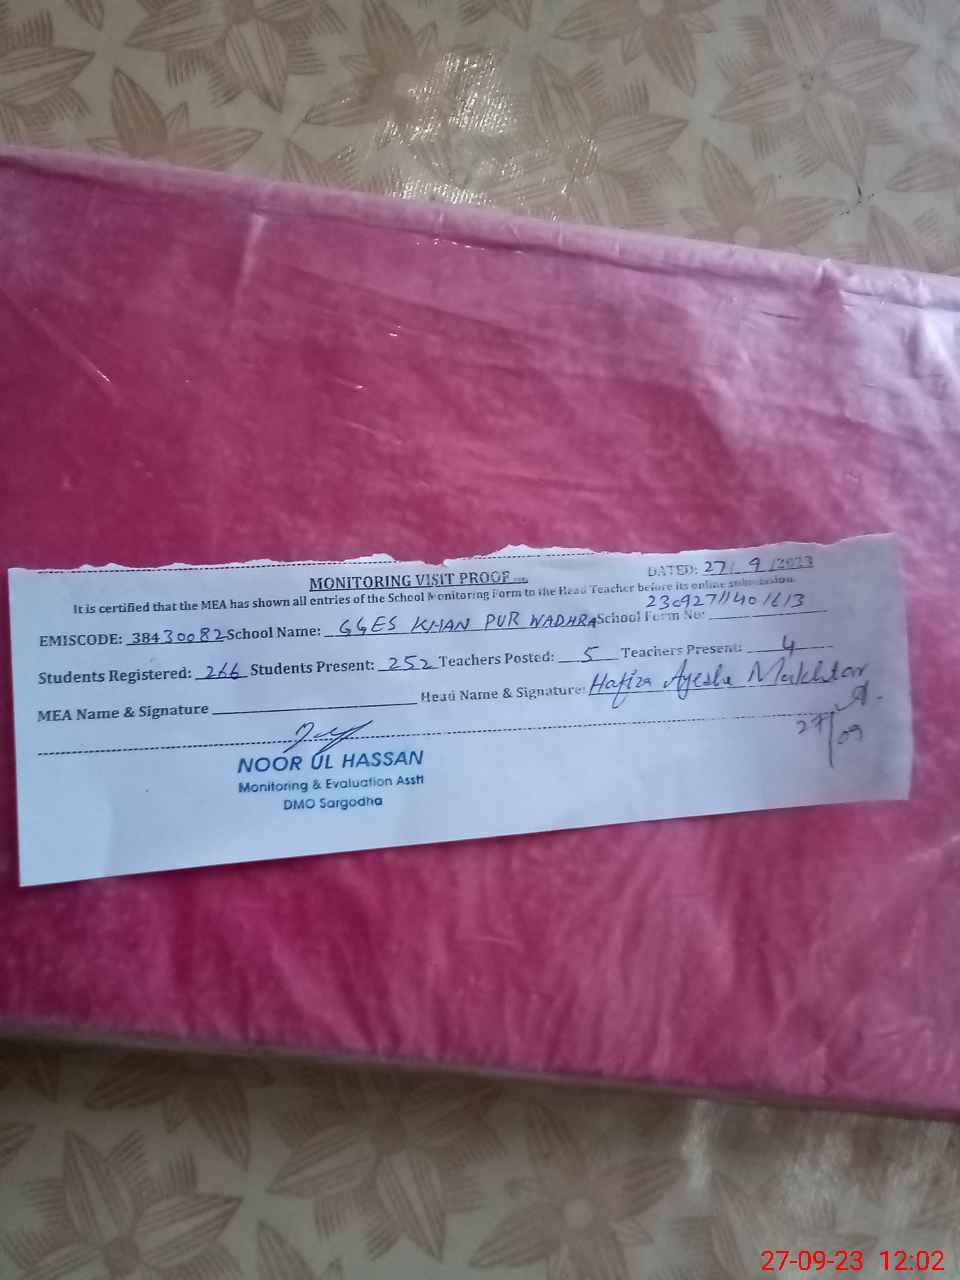 DATED: 27/ 9 /2023
MONITORING VISIT PROOF
It is certified that the MEA has shown all entries of the School Monitoring Form to the Head Teacher before its online submission.
EMISCODE: 38430082 School Name: GGES KHAN PUR WADHRA School Form No: 23092711401613
Students Registered: 266 Students Present: 252 Teachers Posted: 5 Teachers Present: 4
MEA Name & Signature Head Name & Signature: Hafiza Ayesha Mukhtar
27/09
NOOR UL HASSAN
Monitoring & Evaluation Asstt
DMO Sargodha
27-09-23 12:02